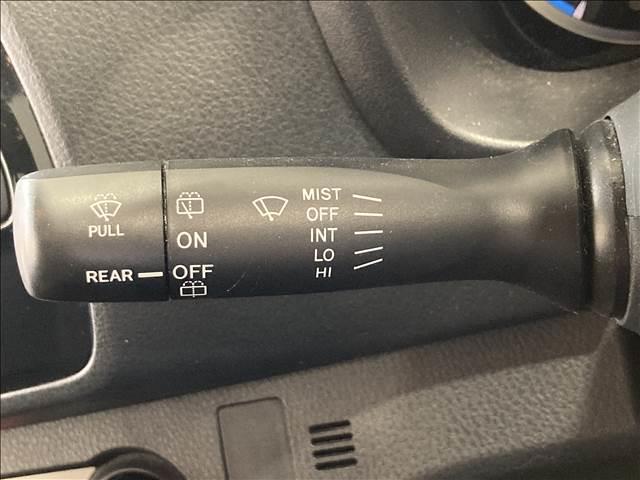 PULL
REAR
ON
OFF
MIST
OFF
INT
LO
HI